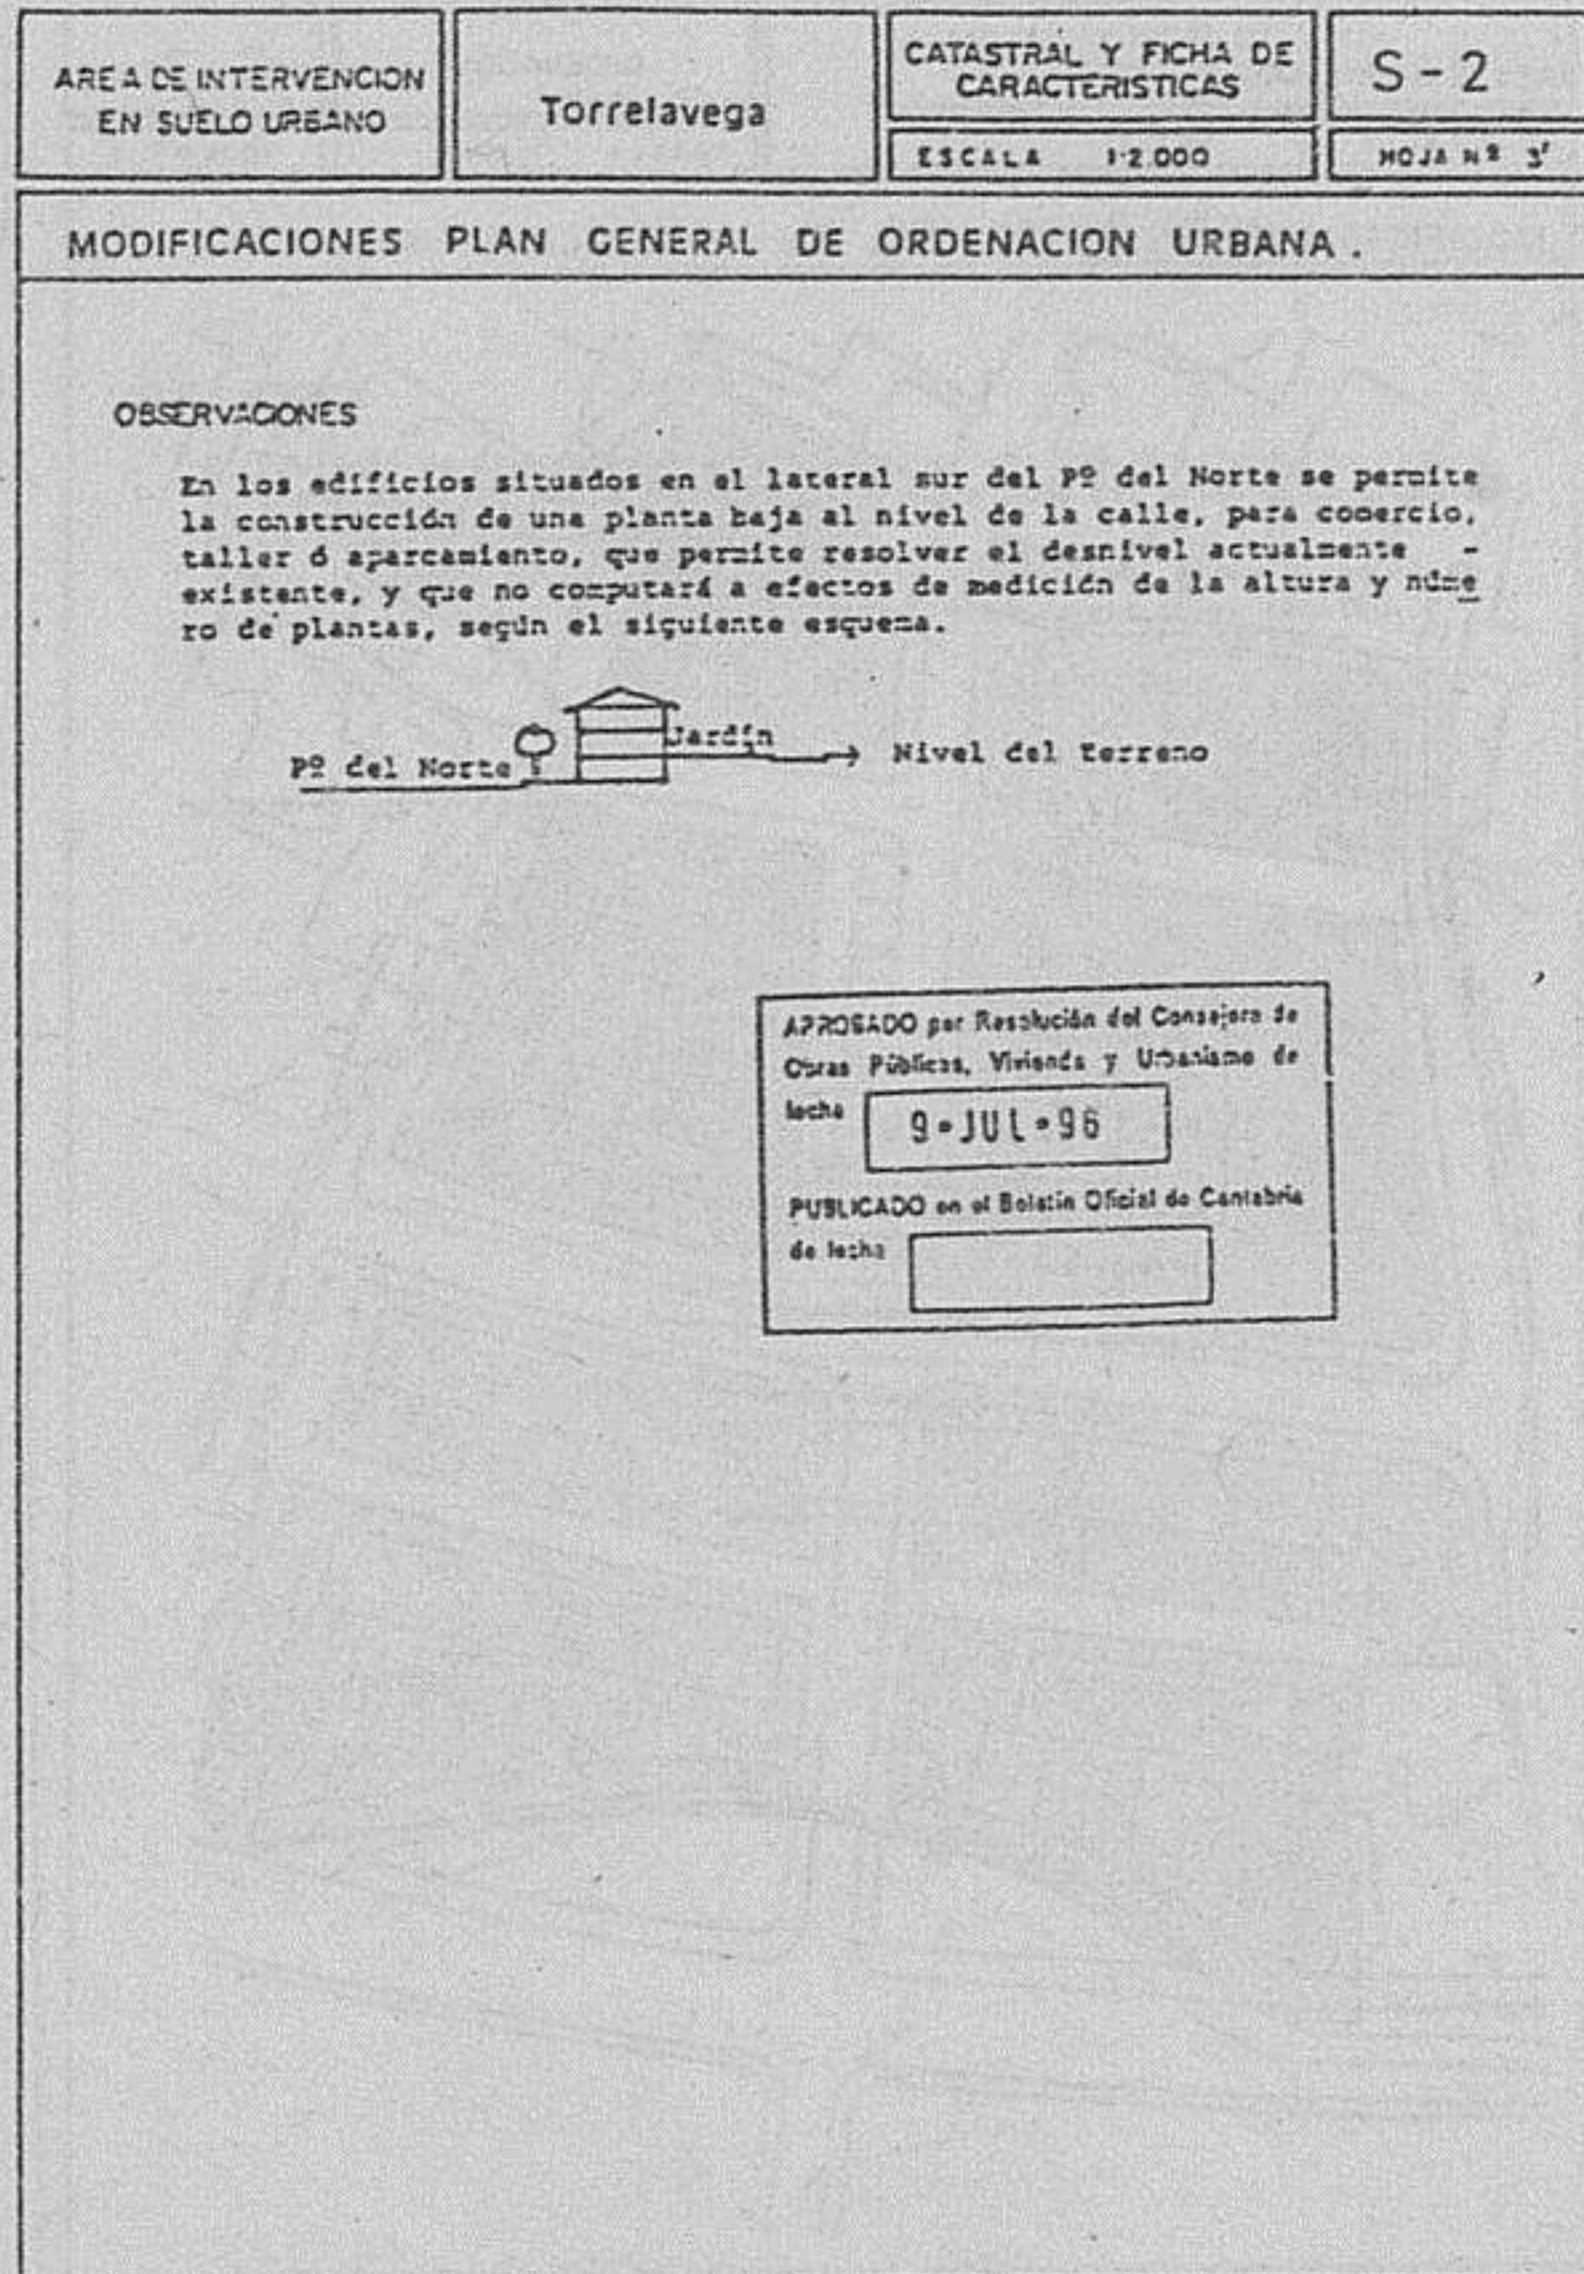 AREA DE INTERVENCION
EN SUELO URBANO
Torrelavega
CATASTRAL Y FICHA DE
CARACTERISTICAS
S - 2
ESCALA 1:2.000
HOJA Nº 3'
MODIFICACIONES PLAN GENERAL DE ORDENACION URBANA .
OBSERVACIONES
En los edificios situados en el lateral sur del Pº del Norte se permite
la construcción de una planta baja al nivel de la calle, para comercio,
taller ó aparcamiento, que permite resolver el desnivel actualmente -
existente, y que no computará a efectos de medición de la altura y núme
ro de plantas, según el siguiente esquema.
Jardín
Pº del Norte
Nivel del terreno
APROBADO por Resolución del Consejero de
Obras Públicas, Vivienda y Urbanismo de
fecha
9•JUL•96
PUBLICADO en el Boletín Oficial de Cantabria
de fecha